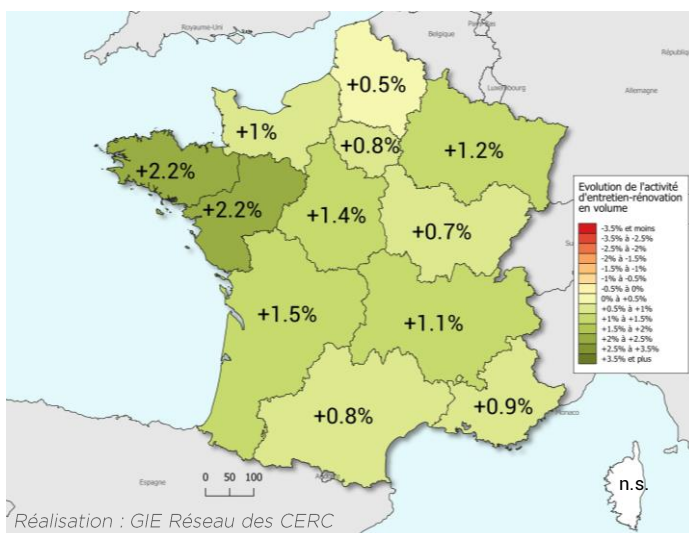 Royaume-Uni
Belgique
Luxembourg
Allemagne
+0.5%
+1%
+0.8%
+1.2%
+2.2%
+2.2%
+1.4%
+0.7%
+1.5%
+1.1%
+0.8%
+0.9%
Monaco
n.s.
Espagne
0 50 100
Evolution de l'activité
d'entretien-rénovation
en volume
-3.5% et moins
-3.5% à -2.5%
-2.5% à -2%
-2% à -1.5%
-1.5% à -1%
-1% à -0.5%
-0.5% à 0%
0% à +0.5%
+0.5% à +1%
+1% à +1.5%
+1.5% à +2%
+2% à +2.5%
+2.5% à +3.5%
+3.5% et plus
Réalisation : GIE Réseau des CERC